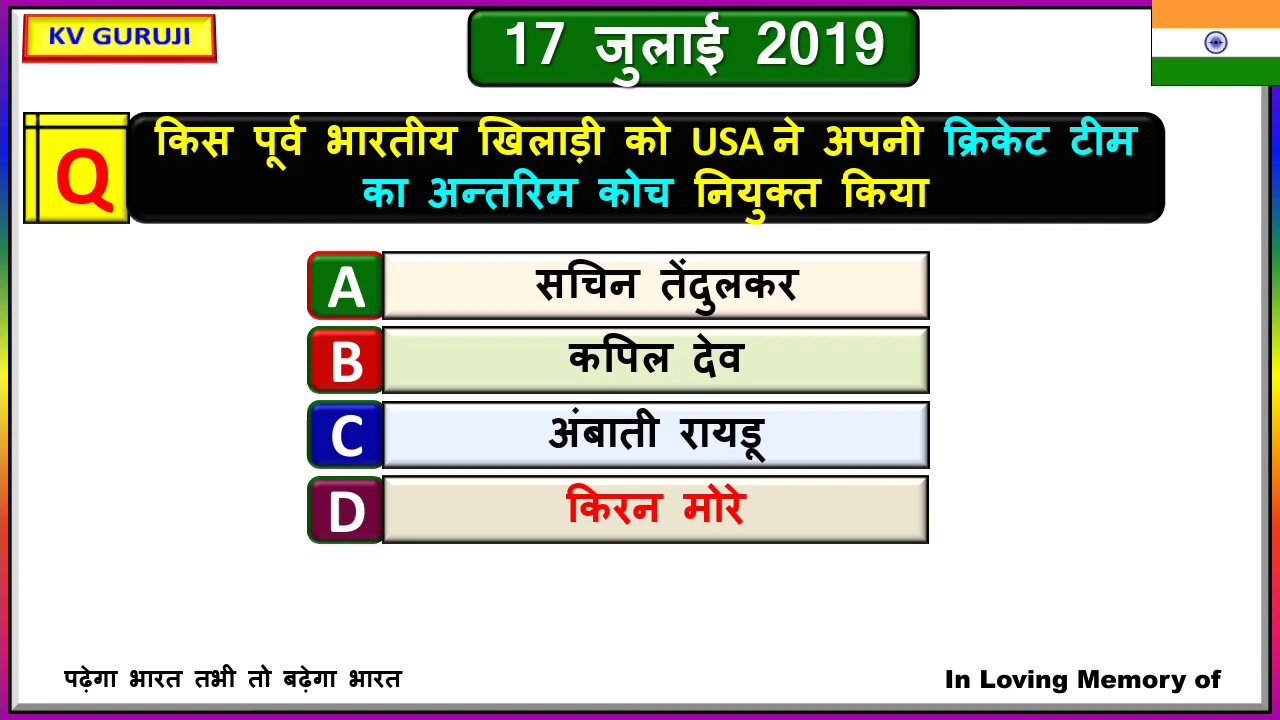 KV GURUJI
17 जुलाई 2019
Q
किस पूर्व भारतीय खिलाड़ी को USA ने अपनी क्रिकेट टीम
का अन्तरिम कोच नियुक्त किया
A सचिन तेंदुलकर
B कपिल देव
C अंबाती रायडू
D किरन मोरे
पढ़ेगा भारत तभी तो बढ़ेगा भारत
In Loving Memory of